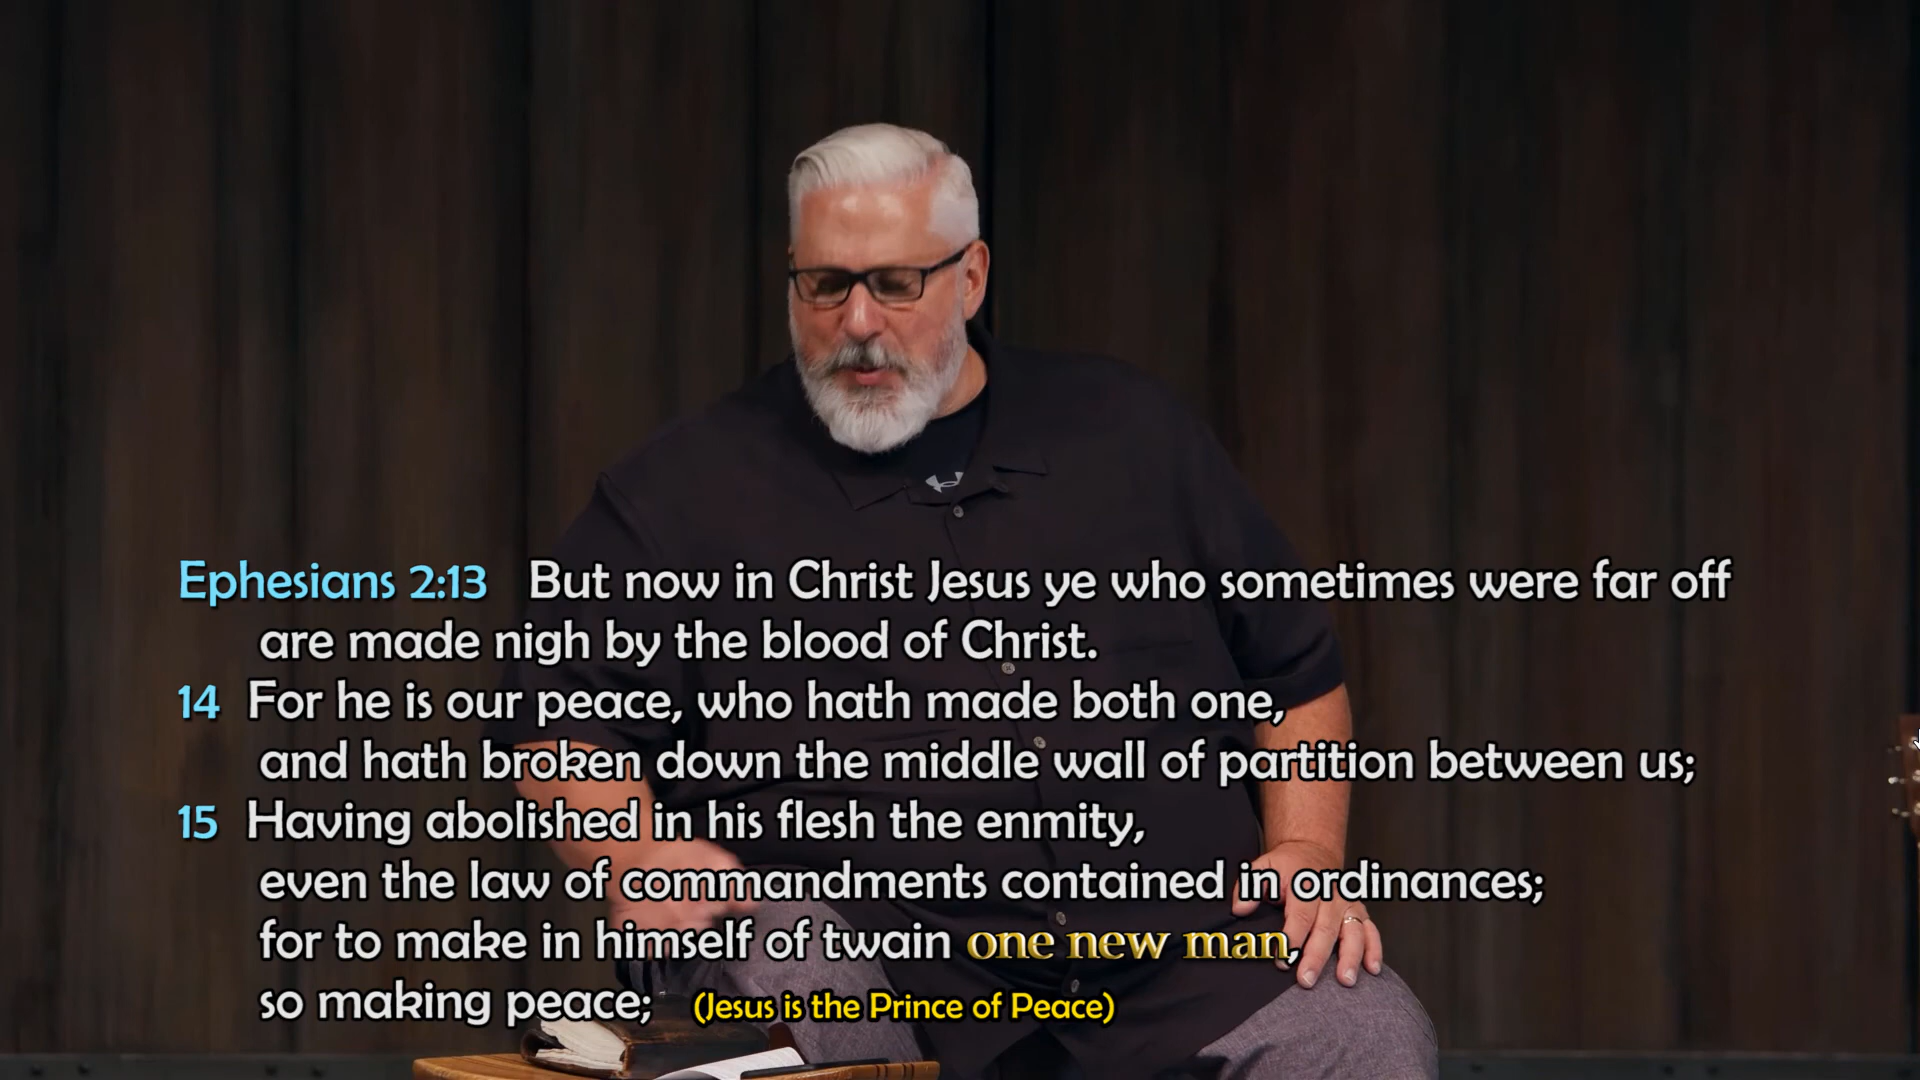 Ephesians 2:13 But now in Christ Jesus ye who sometimes were far off
are made nigh by the blood of Christ.
14 For he is our peace, who hath made both one,
and hath broken down the middle wall of partition between us;
15 Having abolished in his flesh the enmity,
even the law of commandments contained in ordinances;
for to make in himself of twain one new man,
so making peace; (Jesus is the Prince of Peace)